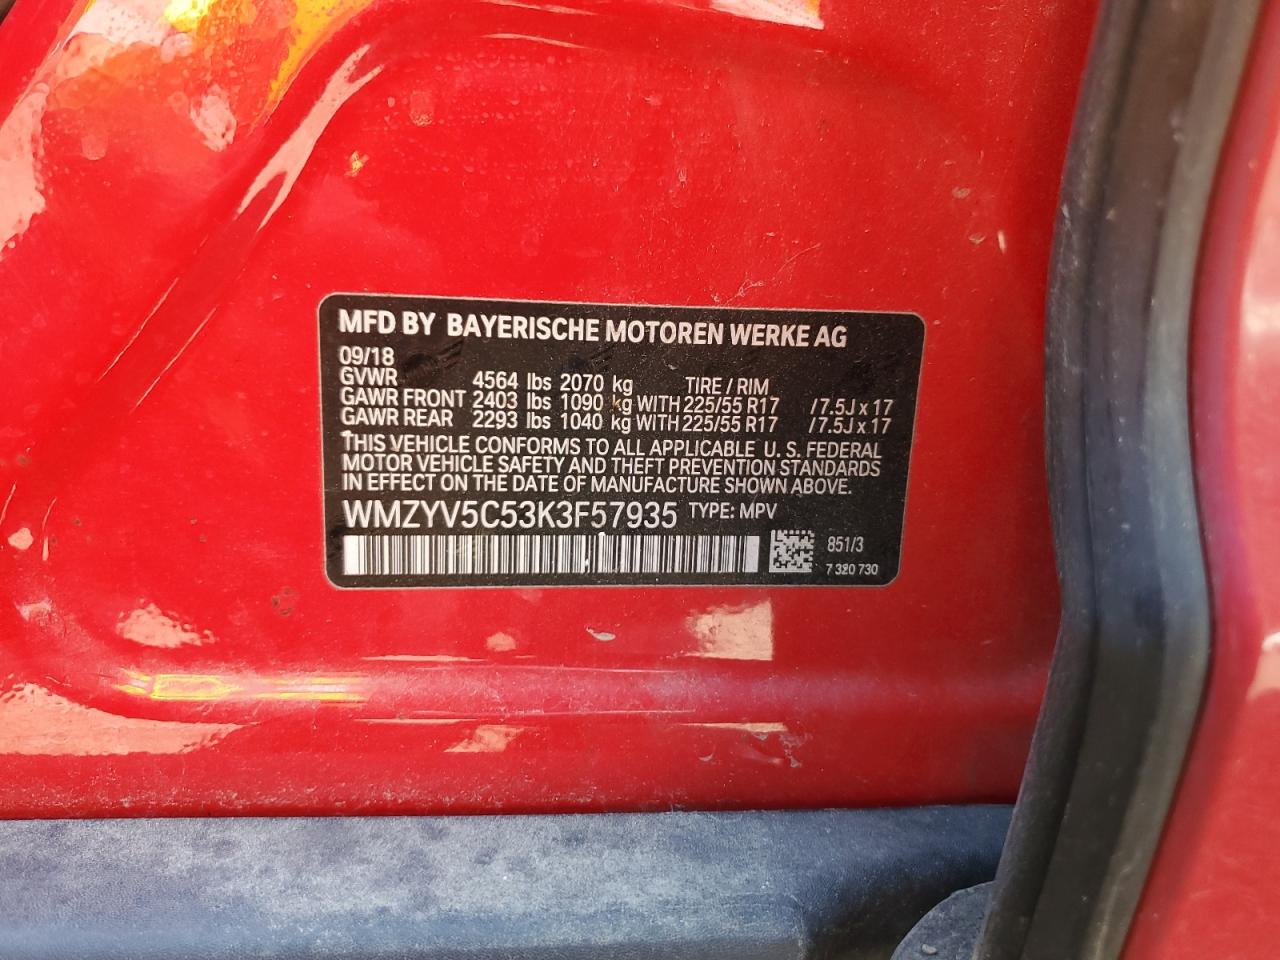 MFD BY BAYERISCHE MOTOREN WERKE AG
09/18
GVWR 4564 lbs 2070 kg TIRE / RIM
GAWR FRONT 2403 lbs 1090 kg WITH 225/55 R17 / 7.5J x 17
GAWR REAR 2293 lbs 1040 kg WITH 225/55 R17 / 7.5J x 17
THIS VEHICLE CONFORMS TO ALL APPLICABLE U. S. FEDERAL
MOTOR VEHICLE SAFETY AND THEFT PREVENTION STANDARDS
IN EFFECT ON THE DATE OF MANUFACTURE SHOWN ABOVE.
WMZYV5C53K3F57935 TYPE: MPV
851/3
7 320 730